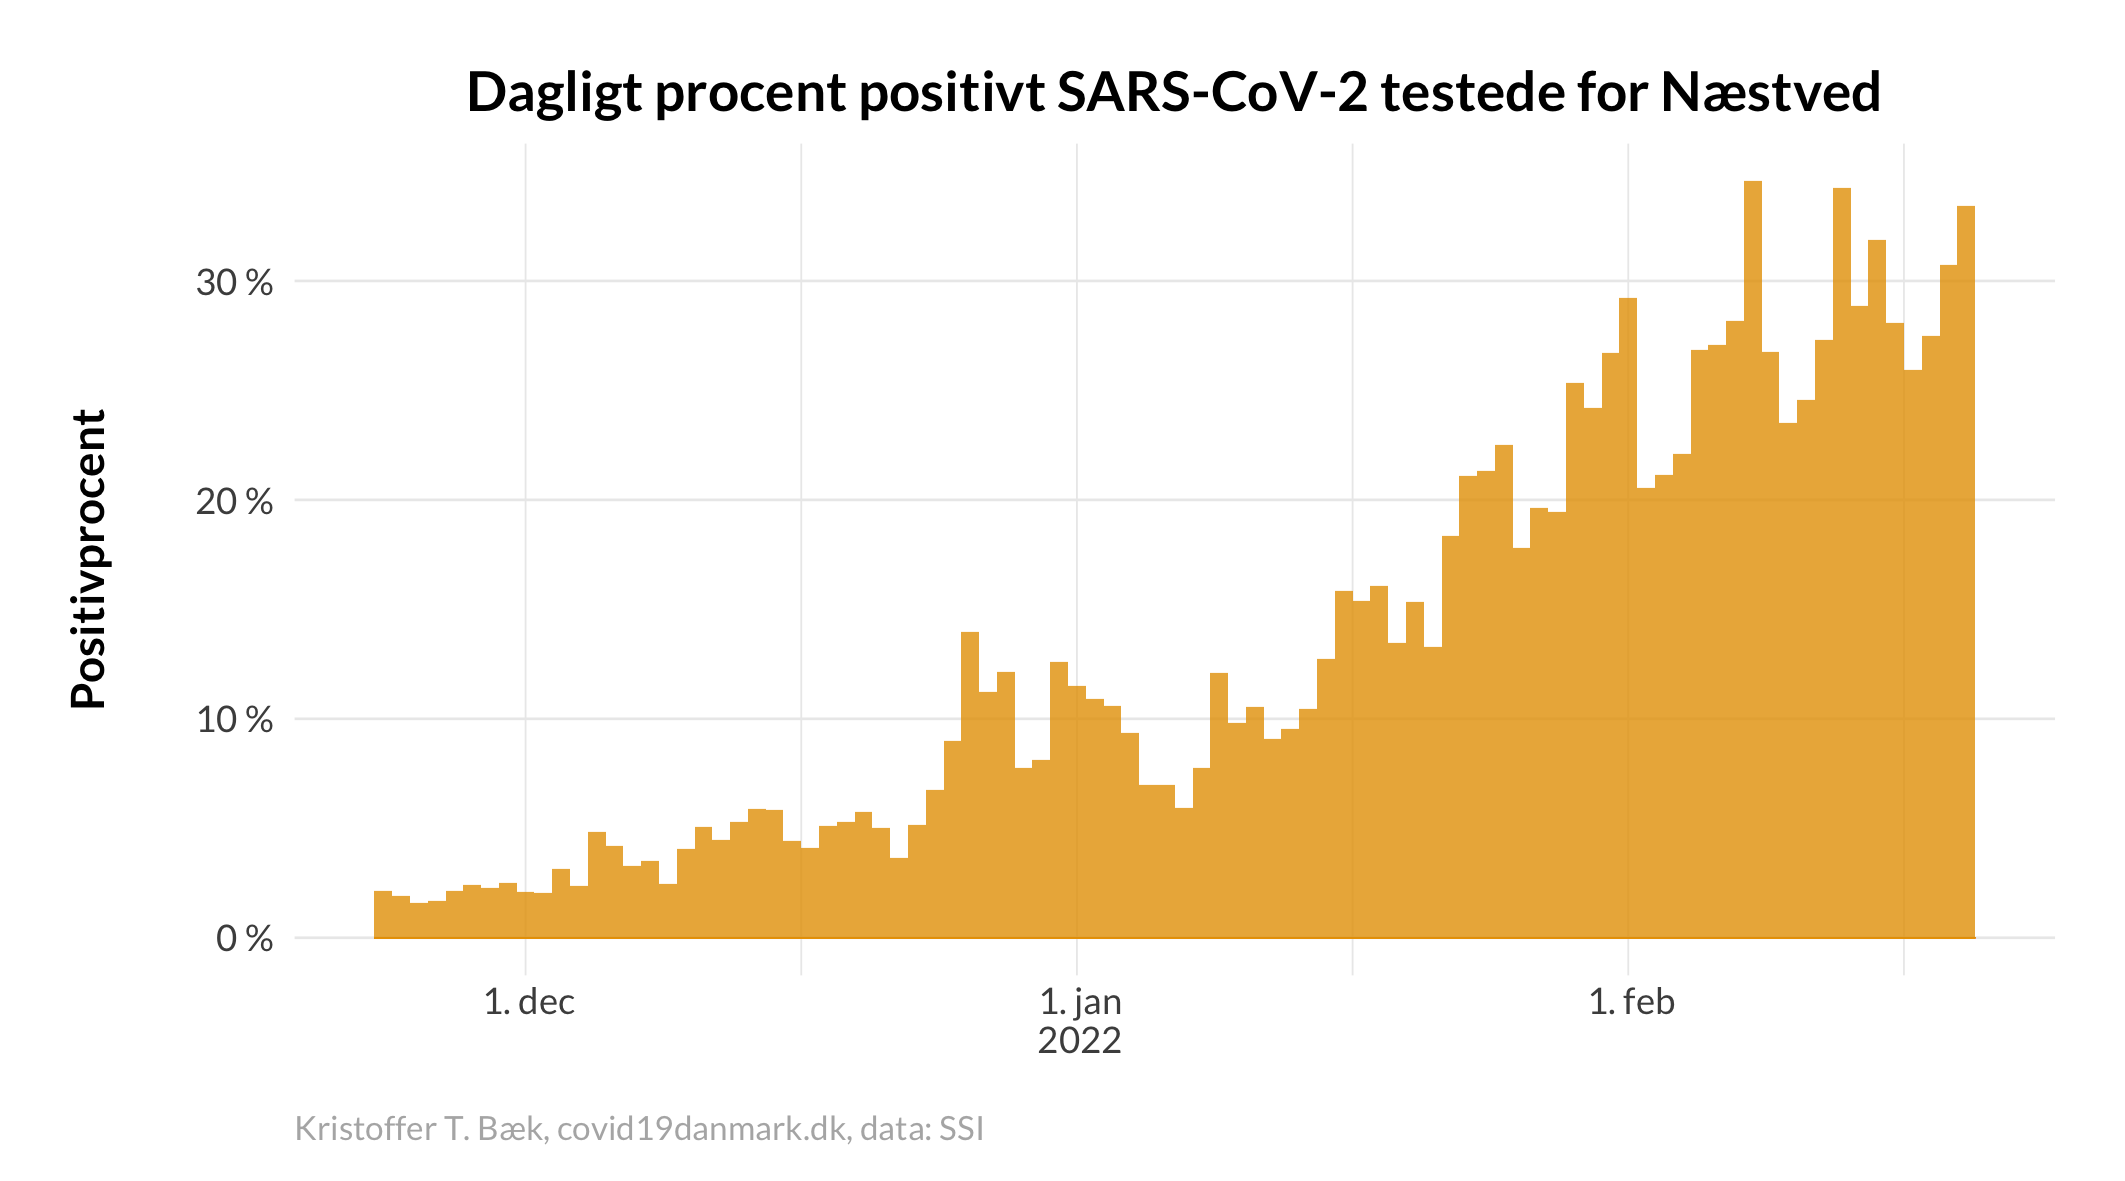 Dagligt procent positivt SARS-CoV-2 testede for Næstved
Positivprocent
30 %
20 %
10 %
0 %
1. dec
1. jan
2022
1. feb
Kristoffer T. Bæk, covid19danmark.dk, data: SSI